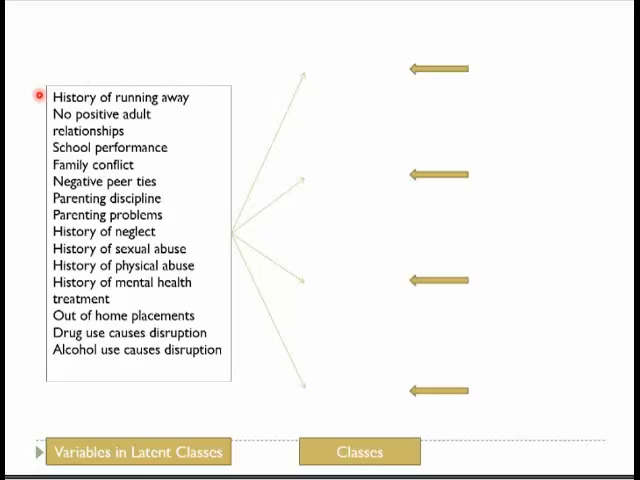 History of running away
No positive adult
relationships
School performance
Family conflict
Negative peer ties
Parenting discipline
Parenting problems
History of neglect
History of sexual abuse
History of physical abuse
History of mental health
treatment
Out of home placements
Drug use causes disruption
Alcohol use causes disruption
Variables in Latent Classes
Classes